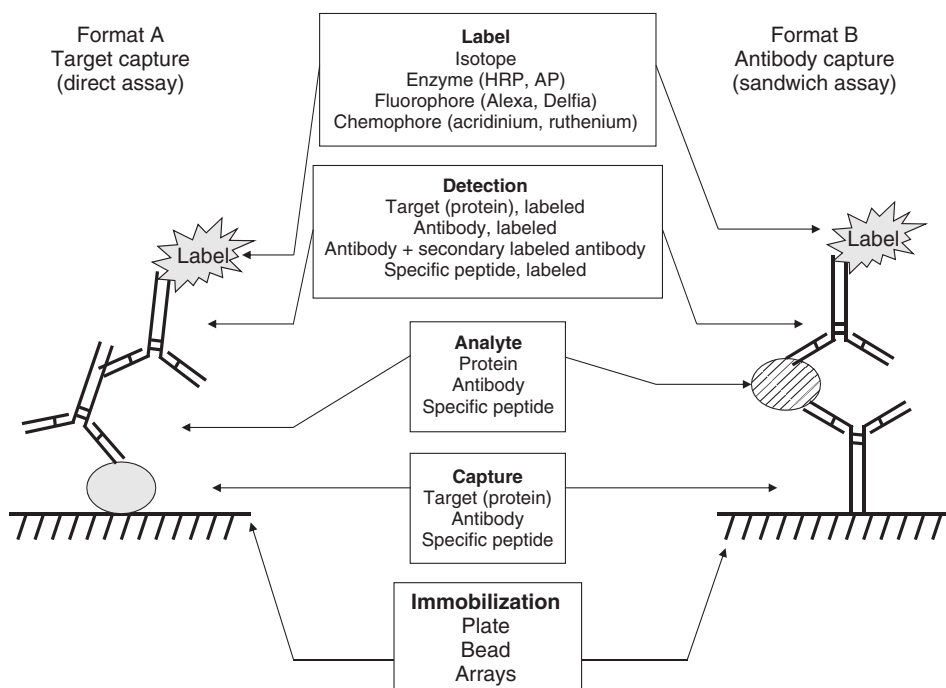 Format A
Target capture
(direct assay)
Label
Isotope
Enzyme (HRP, AP)
Fluorophore (Alexa, Delfia)
Chemophore (acridinium, ruthenium)
Format B
Antibody capture
(sandwich assay)
Detection
Target (protein), labeled
Antibody, labeled
Antibody + secondary labeled antibody
Specific peptide, labeled
Label
Label
Analyte
Protein
Antibody
Specific peptide
Capture
Target (protein)
Antibody
Specific peptide
Immobilization
Plate
Bead
Arrays